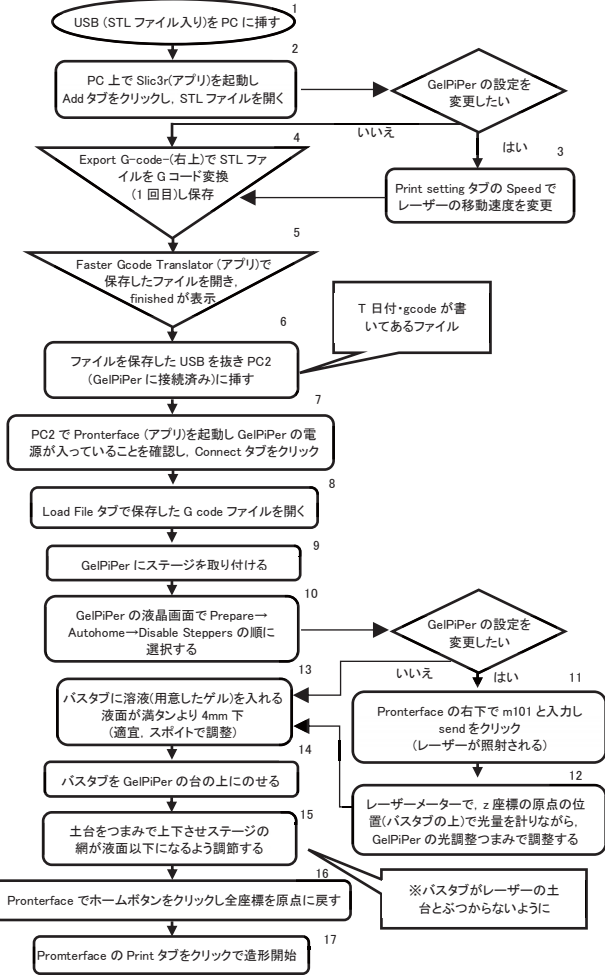 1
USB (STL ファイル入り)を PC に挿す
2
PC 上で Slic3r(アプリ)を起動し
Add タブをクリックし，STL ファイルを開く
GelPiPer の設定を
変更したい
いいえ
はい
3
Print setting タブの Speed で
レーザーの移動速度を変更
4
Export G-code-(右上)で STL ファ
イルを G コード変換
(1 回目)し保存
5
Faster Gcode Translator (アプリ)で
保存したファイルを開き，
finished が表示
T 日付・gcode が書
いてあるファイル
6
ファイルを保存した USB を抜き PC2
(GelPiPer に接続済み)に挿す
7
PC2 で Pronterface (アプリ)を起動し GelPiPer の電
源が入っていることを確認し，Connect タブをクリック
8
Load File タブで保存した G code ファイルを開く
9
GelPiPer にステージを取り付ける
10
GelPiPer の液晶画面で Prepare→
Autohome→Disable Steppers の順に
選択する
GelPiPer の設定を
変更したい
いいえ
はい
11
Pronterface の右下で m101 と入力し
send をクリック
(レーザーが照射される)
12
レーザーメーターで，z 座標の原点の位
置(バスタブの上)で光量を計りながら，
GelPiPer の光調整つまみで調整する
13
バスタブに溶液(用意したゲル)を入れる
液面が満タンより 4mm 下
(適宜，スポイトで調整)
14
バスタブを GelPiPer の台の上にのせる
15
土台をつまみで上下させステージの
網が液面以下になるよう調節する
※バスタブがレーザーの土
台とぶつからないように
16
Pronterface でホームボタンをクリックし全座標を原点に戻す
17
Promterface の Print タブをクリックで造形開始